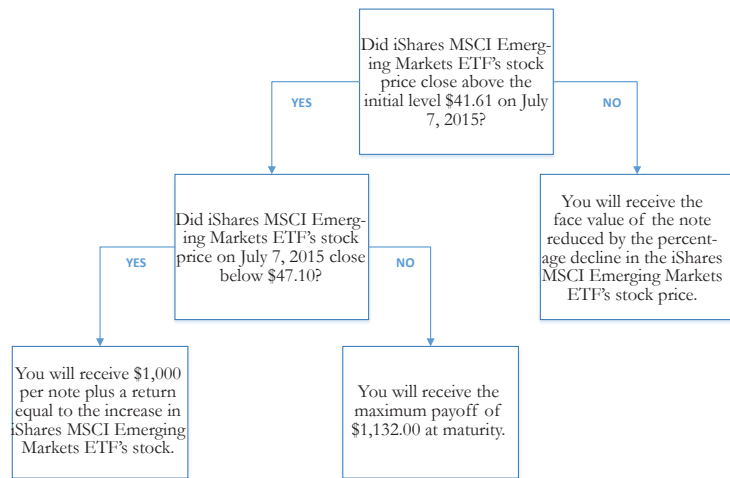 Did iShares MSCI Emerg-
ing Markets ETF's stock
price close above the
initial level $41.61 on July
7, 2015?
YES
NO
Did iShares MSCI Emerg-
ing Markets ETF's stock
price on July 7, 2015 close
below $47.10?
You will receive the
face value of the note
reduced by the percent-
age decline in the iShares
MSCI Emerging Markets
ETF's stock price.
YES
NO
You will receive $1,000
per note plus a return
equal to the increase in
iShares MSCI Emerging
Markets ETF's stock.
You will receive the
maximum payoff of
$1,132.00 at maturity.